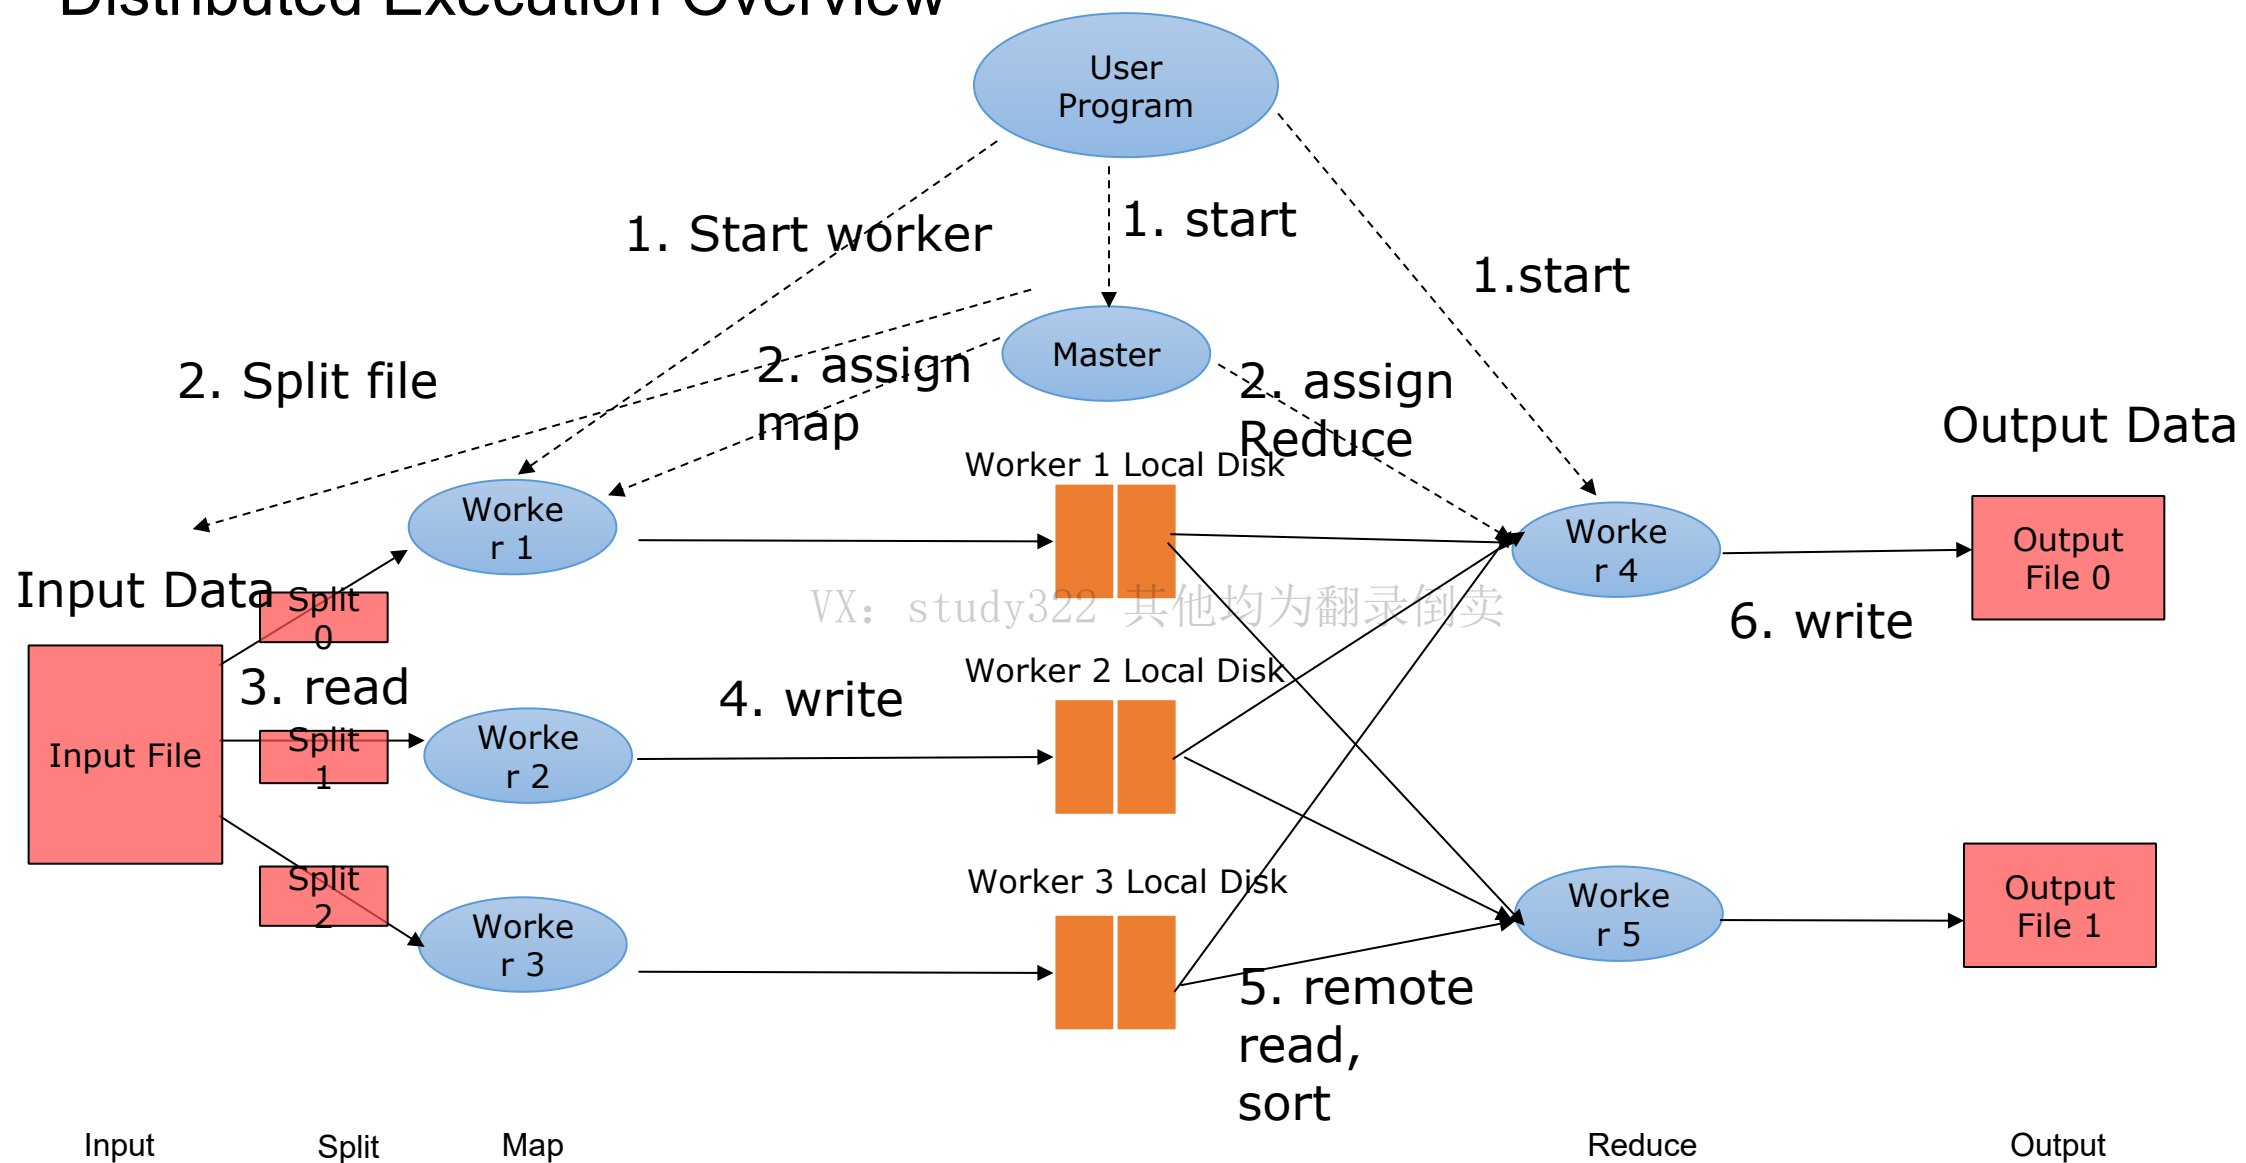 Distributed Execution Overview
User
Program
1. Start worker
1. start
1.start
Master
2. Split file
2. assign
map
2. assign
Reduce
Output Data
Worker 1 Local Disk
Worke
r 1
Worke
r 4
Output
File 0
Input Data
Split
0
VX: study322 其他均为翻录倒卖
6. write
3. read
Worker 2 Local Disk
4. write
Input File
Split
1
Worke
r 2
Worker 3 Local Disk
Split
2
Worke
r 3
Worke
r 5
Output
File 1
5. remote
read,
sort
Input
Split
Map
Reduce
Output